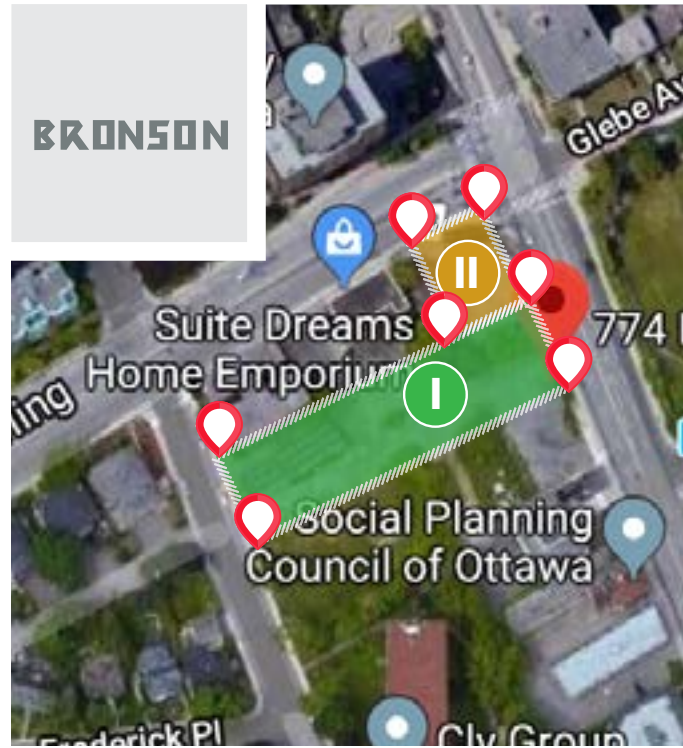 BRONSON
Glebe Av
II
Suite Dreams
Home Emporium
774
ing
I
Social Planning
Council of Ottawa
Frederick Pl
Cly Group